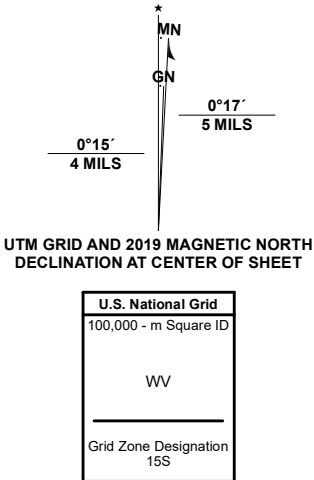 ★
MN
GN
0°17´
5 MILS
0°15´
4 MILS
UTM GRID AND 2019 MAGNETIC NORTH
DECLINATION AT CENTER OF SHEET
U.S. National Grid
100,000 - m Square ID
WV
Grid Zone Designation
15S